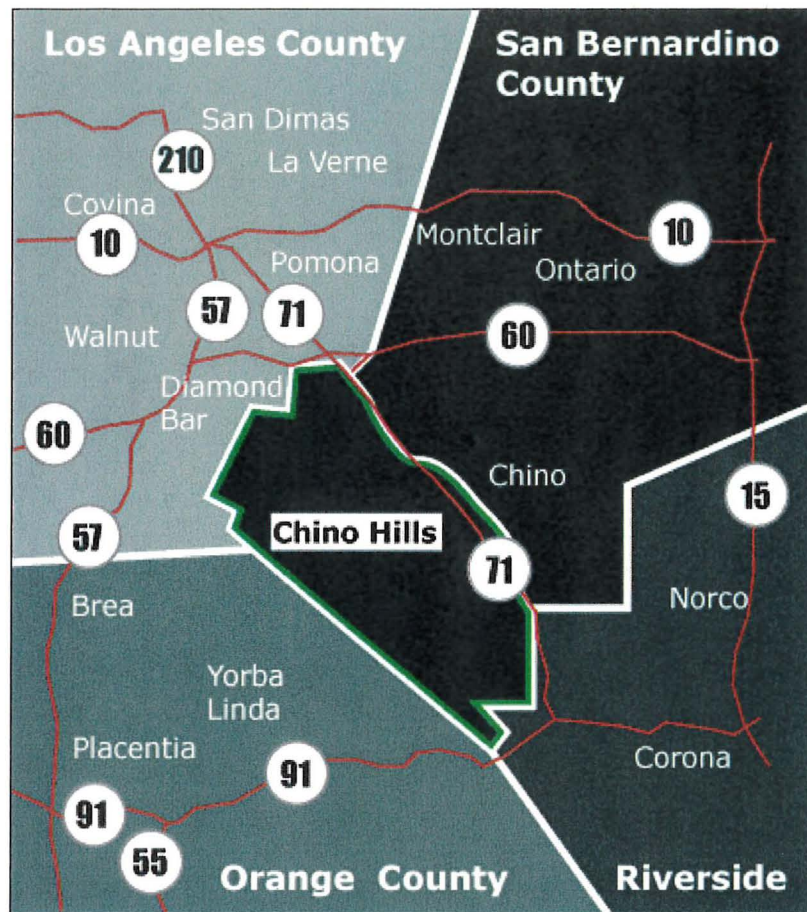 Los Angeles County
San Bernardino
County
San Dimas
210
La Verne
Covina
10
Montclair
10
Pomona
Ontario
57
71
Walnut
60
Diamond
Bar
60
Chino
15
57
Chino Hills
71
Brea
Norco
Yorba
Linda
Placentia
91
Corona
91
55
Orange County
Riverside